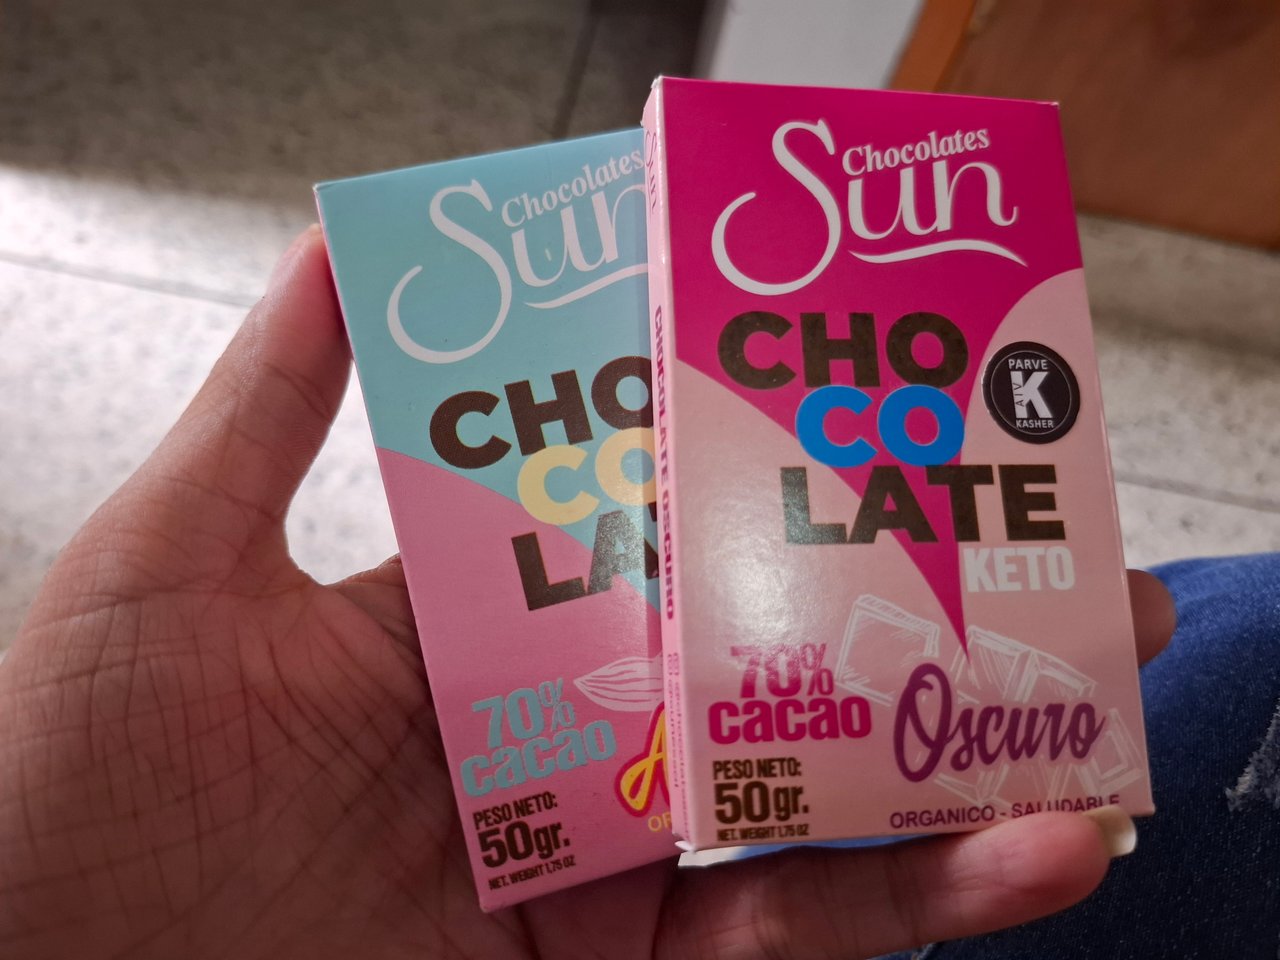 Chocolates
Sun
CHO
CO
LA
70%
cacao
PESO NETO:
50gr.
NET. WEIGHT 1,75 OZ
Chocolates
Sun
CHO
CO
LATE
KETO
PARVE
K
KASHER
70%
cacao
Oscuro
PESO NETO:
50gr.
NET. WEIGHT 1,75 OZ
ORGANICO - SALUDABLE
CHOCOLATE OSCURO